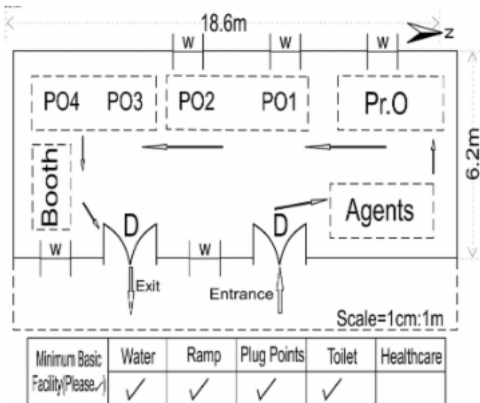 18.6m
W W W Z
PO4 PO3 PO2 PO1 Pr.O
6.2m
Booth
D D Agents
W W
Exit
Entrance
Scale=1cm:1m
Minimum Basic Facility(Please✓) Water Ramp Plug Points Toilet Healthcare
✓ ✓ ✓ ✓